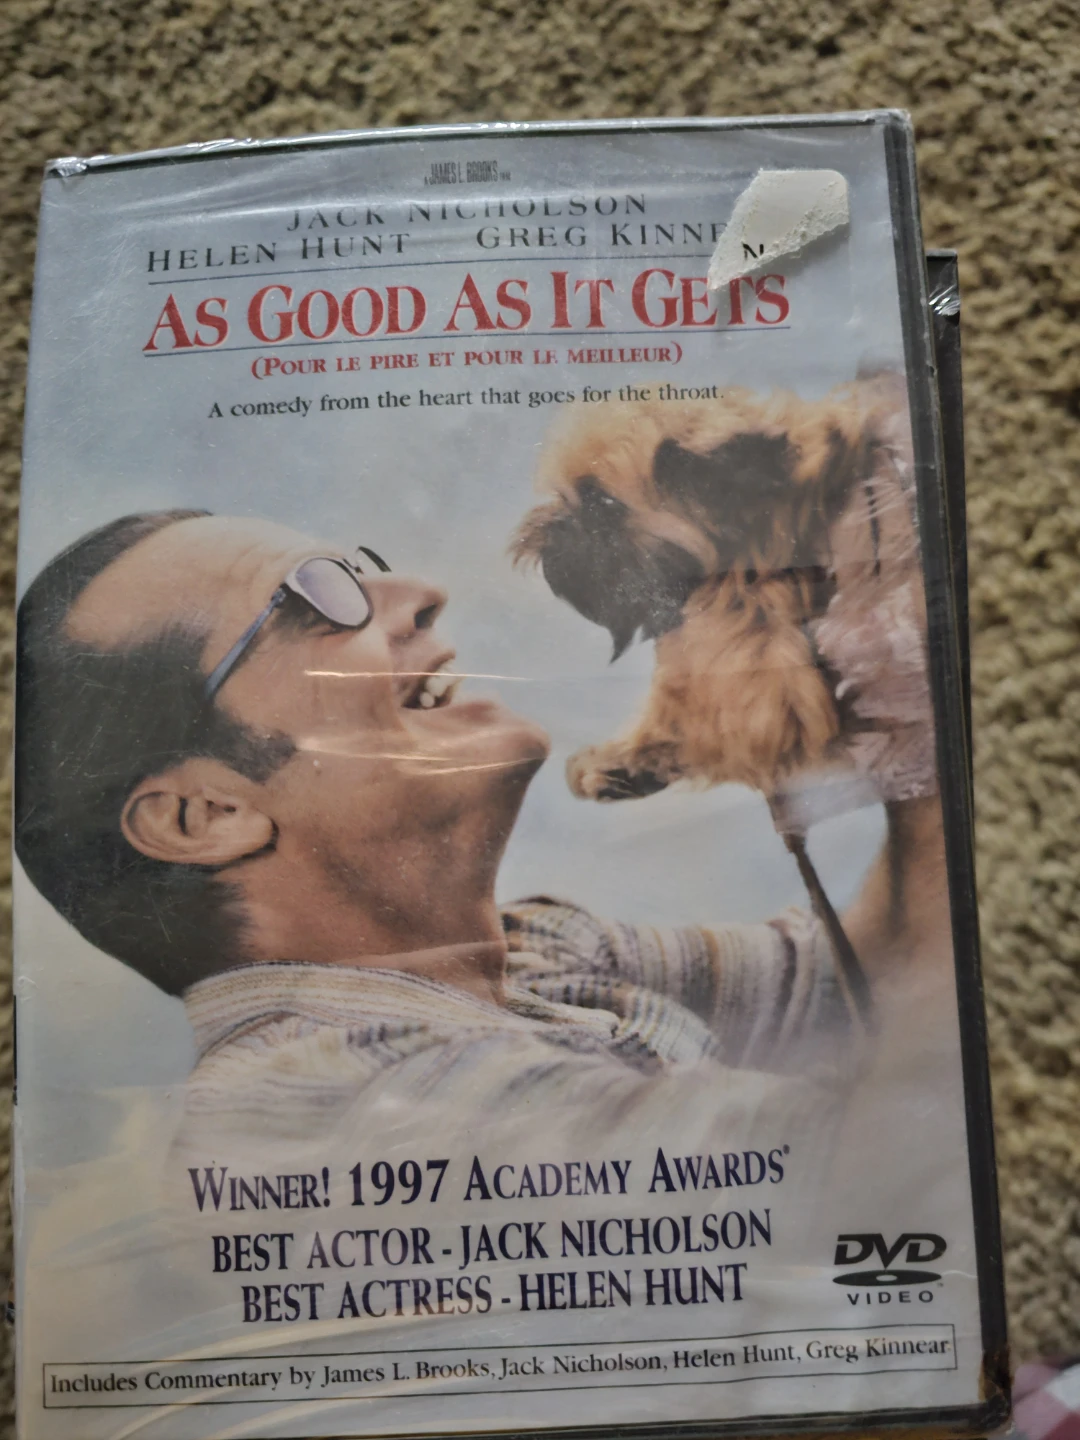 A JAMES L. BROOKS FILM
JACK NICHOLSON
HELEN HUNT GREG KINNE
N
AS GOOD AS IT GETS
(POUR LE PIRE ET POUR LE MEILLEUR)
A comedy from the heart that goes for the throat.
WINNER! 1997 ACADEMY AWARDS®
BEST ACTOR - JACK NICHOLSON
BEST ACTRESS - HELEN HUNT
DVD
VIDEO
Includes Commentary by James L. Brooks, Jack Nicholson, Helen Hunt, Greg Kinnear